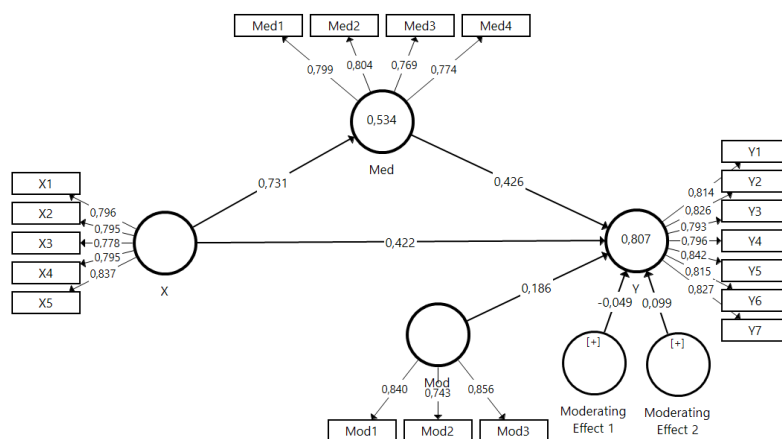 Med1
Med2
Med3
Med4
0,799
0,804
0,769
0,774
0,534
Med
0,731
0,426
X1
X2
X3
X4
X5
0,796
0,795
0,778
0,795
0,837
X
0,422
Y1
Y2
Y3
Y4
Y5
Y6
Y7
0,814
0,826
0,793
0,796
0,842
0,815
0,827
0,807
Y
0,186
-0,049
0,099
Mod
0,840
0,743
0,856
Mod1
Mod2
Mod3
[+]
[+]
Moderating
Effect 1
Moderating
Effect 2